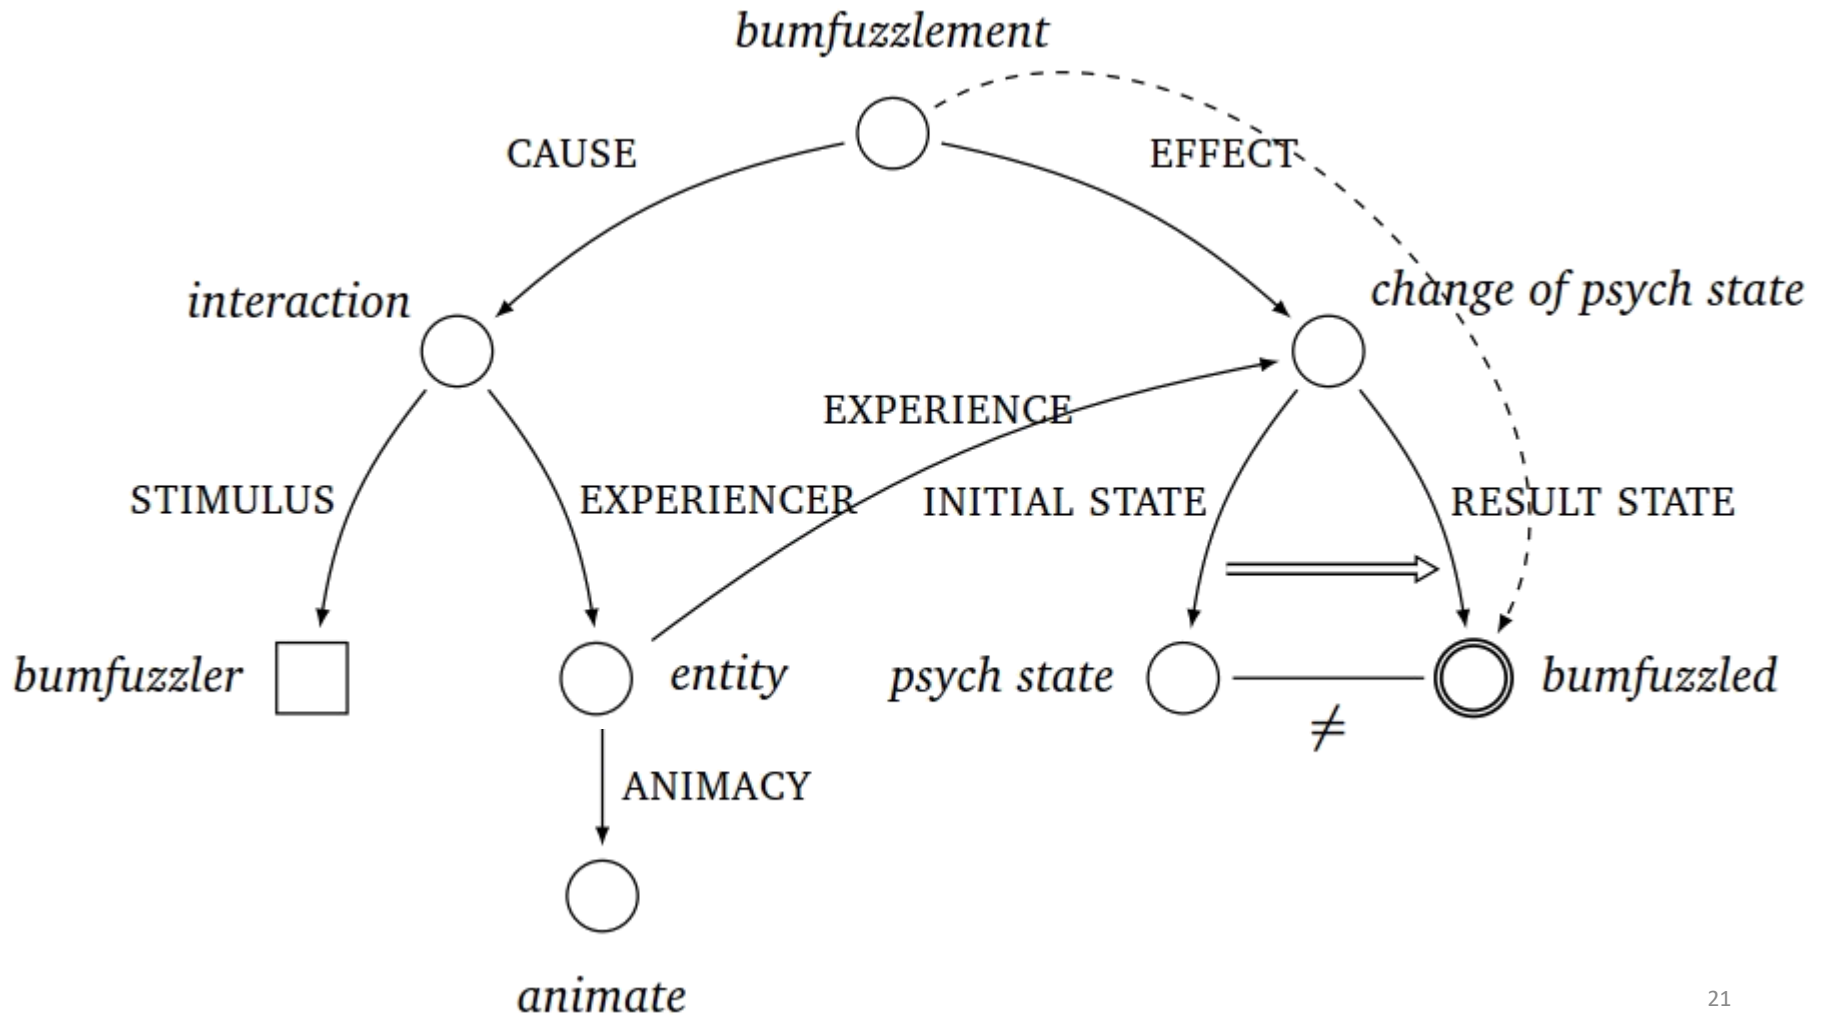 bumfuzzlement
CAUSE
EFFECT
interaction
change of psych state
EXPERIENCE
STIMULUS
EXPERIENCER
INITIAL STATE
RESULT STATE
bumfuzzler
entity
psych state
bumfuzzled
≠
ANIMACY
animate
21